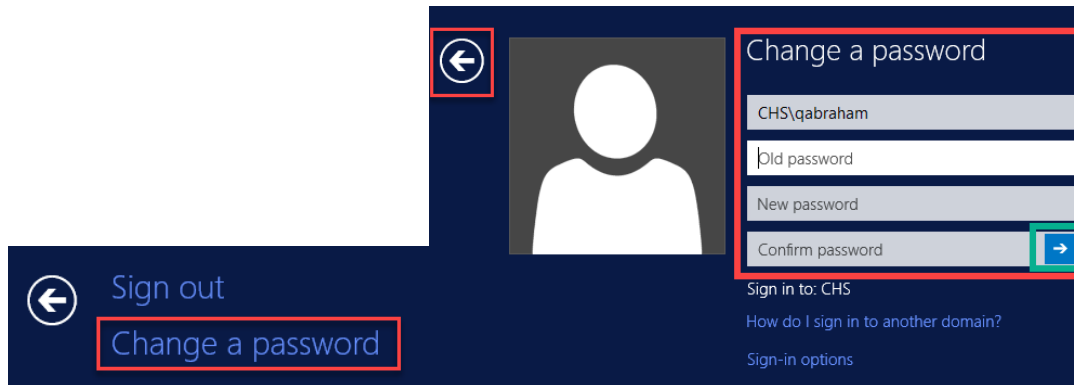 Change a password
CHS\qabraham
Old password
New password
Confirm password
Sign in to: CHS
How do I sign in to another domain?
Sign-in options
Sign out
Change a password